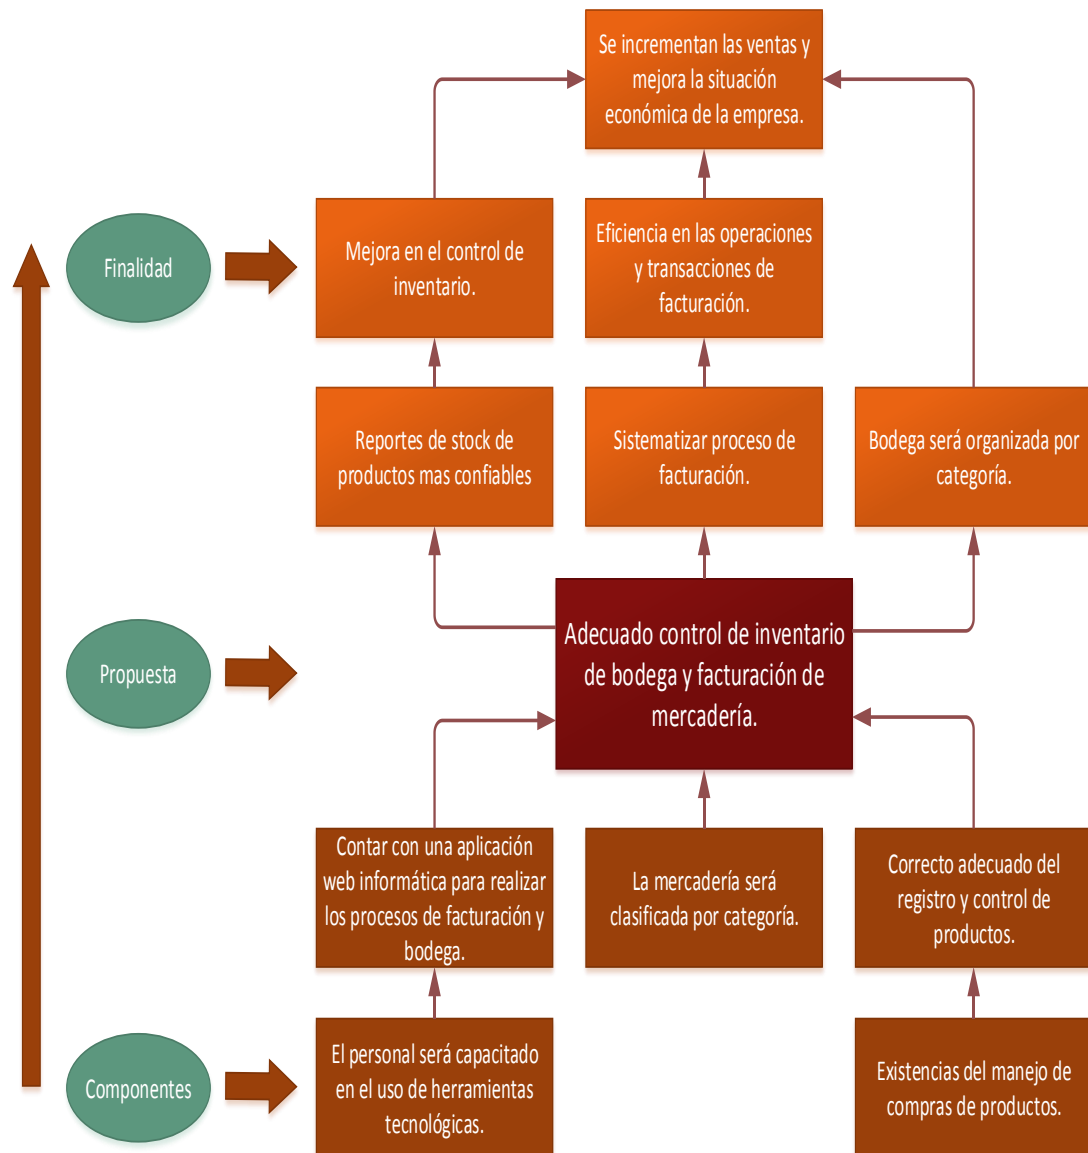 Se incrementan las ventas y
mejora la situación
económica de la empresa.
Finalidad
Mejora en el control de
inventario.
Eficiencia en las operaciones
y transacciones de
facturación.
Reportes de stock de
productos mas confiables
Sistematizar proceso de
facturación.
Bodega será organizada por
categoría.
Propuesta
Adecuado control de inventario
de bodega y facturación de
mercadería.
Contar con una aplicación
web informática para realizar
los procesos de facturación y
bodega.
La mercadería será
clasificada por categoría.
Correcto adecuado del
registro y control de
productos.
Componentes
El personal será capacitado
en el uso de herramientas
tecnológicas.
Existencias del manejo de
compras de productos.